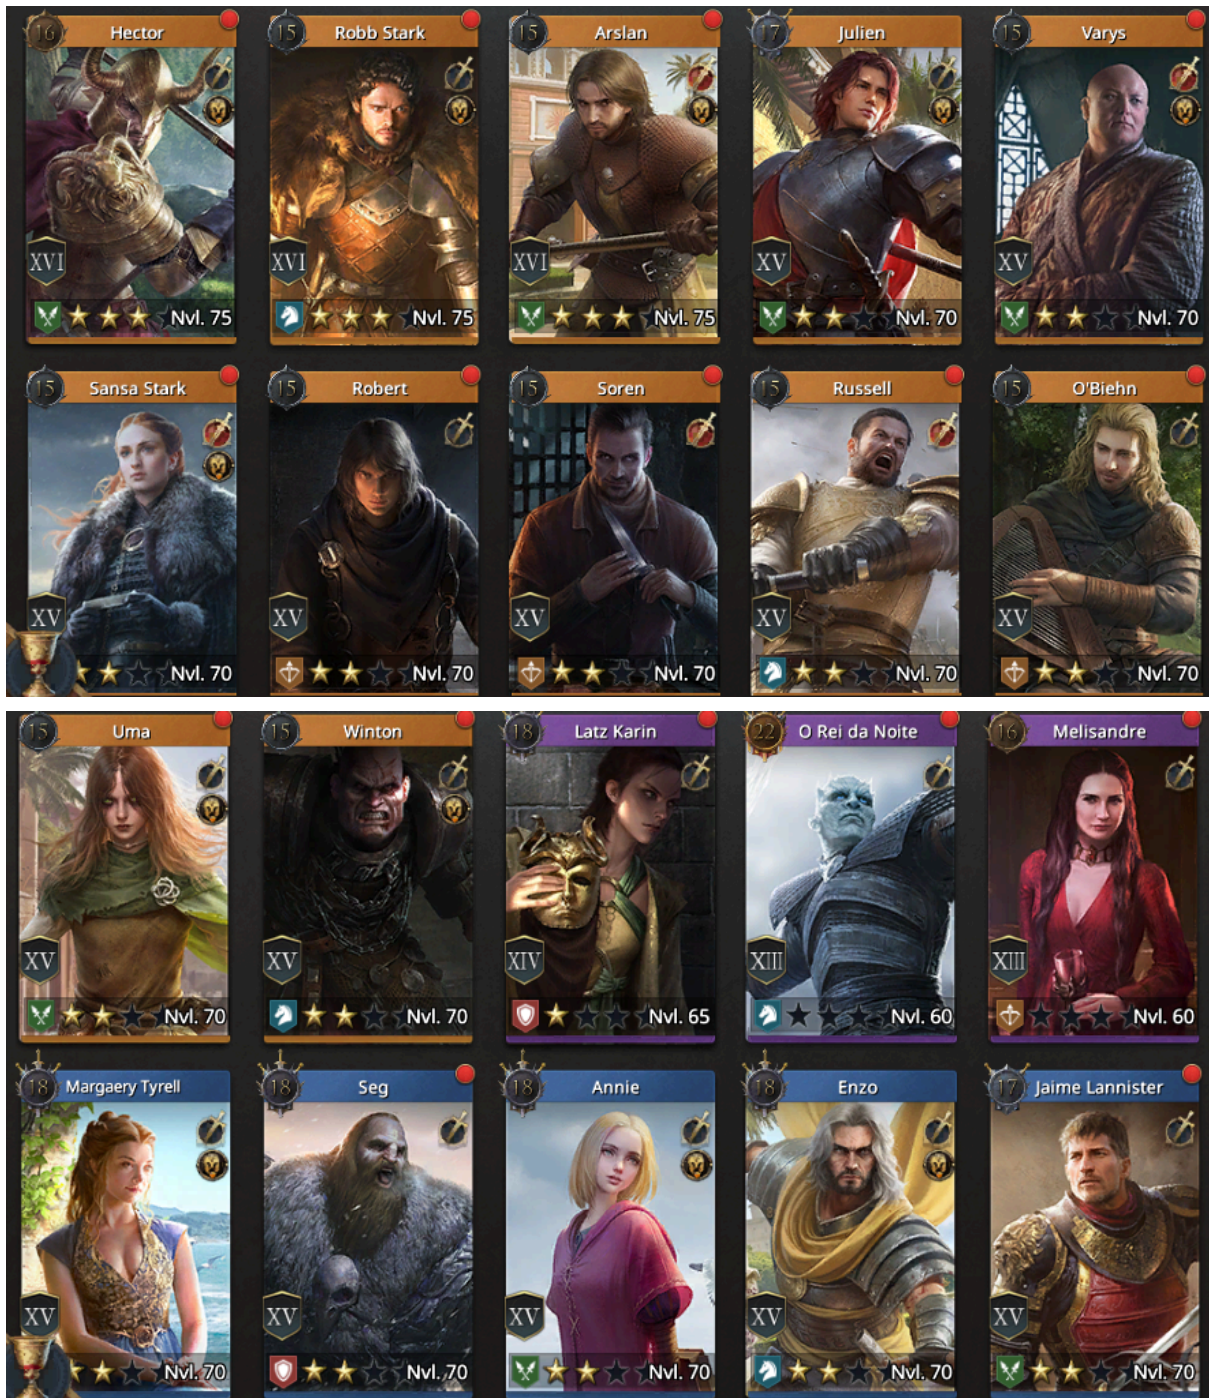 16 Hector
15 Robb Stark
15 Arslan
17 Julien
15 Varys
XVI
XVI
XVI
XV
XV
Nvl. 75
Nvl. 75
Nvl. 75
Nvl. 70
Nvl. 70
15 Sansa Stark
15 Robert
15 Soren
15 Russell
15 O'Biehn
XV
XV
XV
XV
XV
Nvl. 70
Nvl. 70
Nvl. 70
Nvl. 70
Nvl. 70
15 Uma
15 Winton
18 Latz Karin
22 O Rei da Noite
16 Melisandre
XV
XV
XIV
XIII
XIII
Nvl. 70
Nvl. 70
Nvl. 65
Nvl. 60
Nvl. 60
18 Margaery Tyrell
18 Seg
18 Annie
18 Enzo
17 Jaime Lannister
XV
XV
XV
XV
XV
Nvl. 70
Nvl. 70
Nvl. 70
Nvl. 70
Nvl. 70